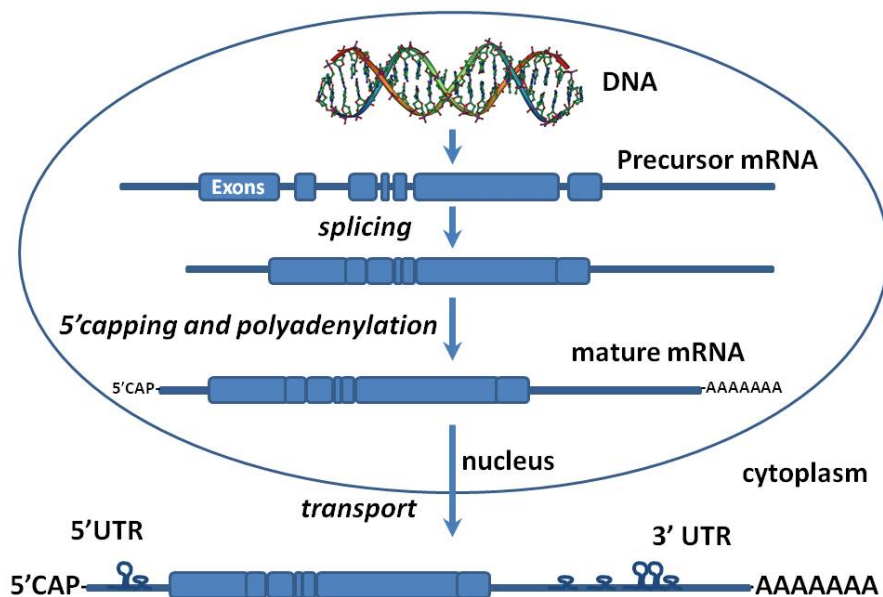 DNA
Precursor mRNA
Exons
splicing
5'capping and polyadenylation
mature mRNA
5'CAP-
-AAAAAAA
nucleus
cytoplasm
transport
5'UTR
3' UTR
5'CAP-
-AAAAAAA